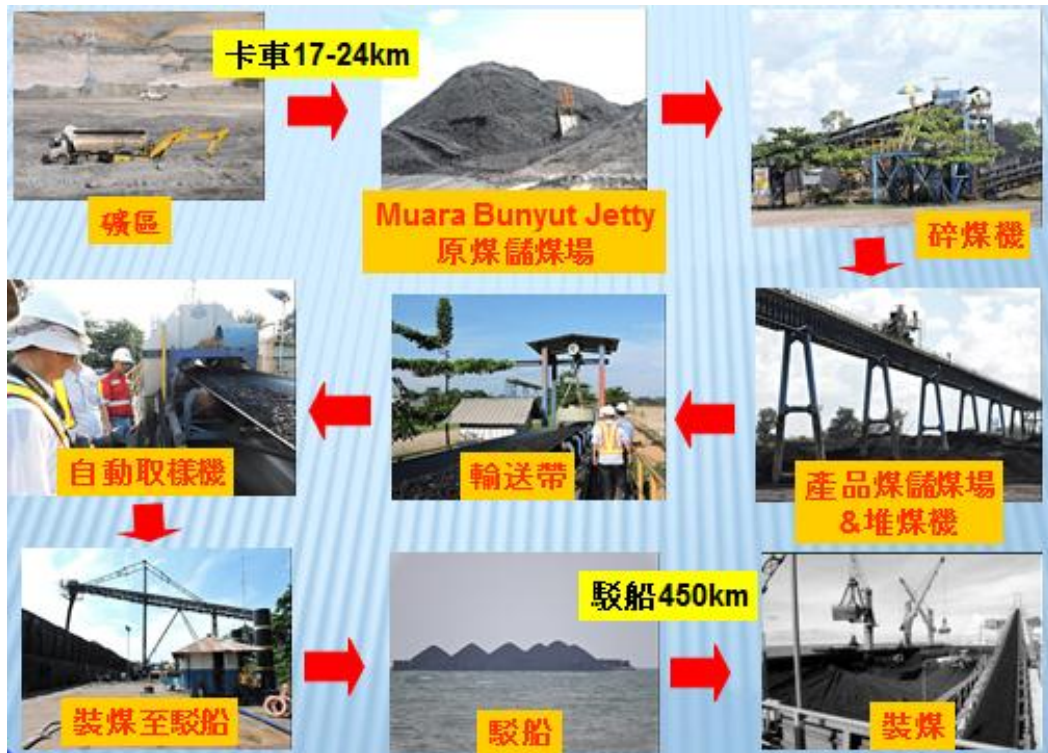 卡車17-24km
礦區
Muara Bunyut Jetty
原煤儲煤場
碎煤機
自動取樣機
輸送帶
產品煤儲煤場
&堆煤機
裝煤至駁船
駁船
駁船450km
裝煤